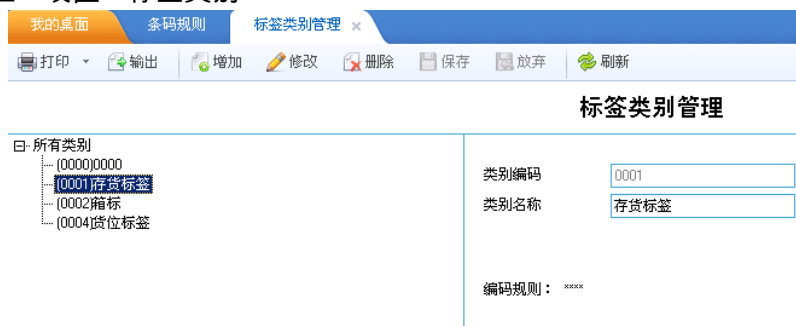 我的桌面 条码规则 标签类别管理 ×
打印 输出 增加 修改 删除 保存 放弃 刷新
标签类别管理
所有类别
(0000)0000
(0001)存货标签
(0002)箱标
(0004)货位标签
类别编码 0001
类别名称 存货标签
编码规则： ****